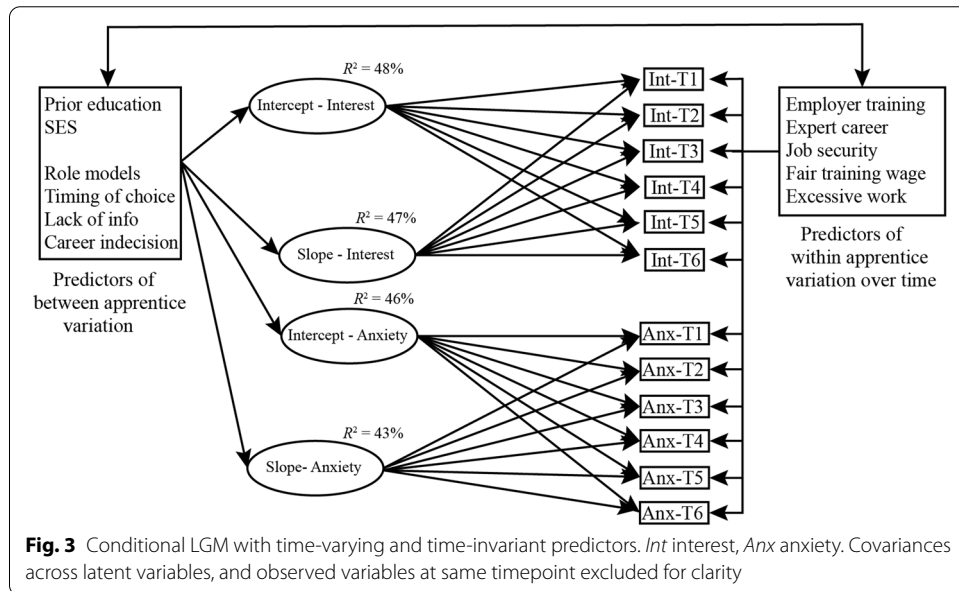 Prior education
SES
Role models
Timing of choice
Lack of info
Career indecision
Predictors of
between apprentice
variation
R² = 48%
Intercept - Interest
R² = 47%
Slope - Interest
R² = 46%
Intercept - Anxiety
R² = 43%
Slope- Anxiety
Int-T1
Int-T2
Int-T3
Int-T4
Int-T5
Int-T6
Anx-T1
Anx-T2
Anx-T3
Anx-T4
Anx-T5
Anx-T6
Employer training
Expert career
Job security
Fair training wage
Excessive work
Predictors of
within apprentice
variation over time
Fig. 3 Conditional LGM with time-varying and time-invariant predictors. Int interest, Anx anxiety. Covariances
across latent variables, and observed variables at same timepoint excluded for clarity